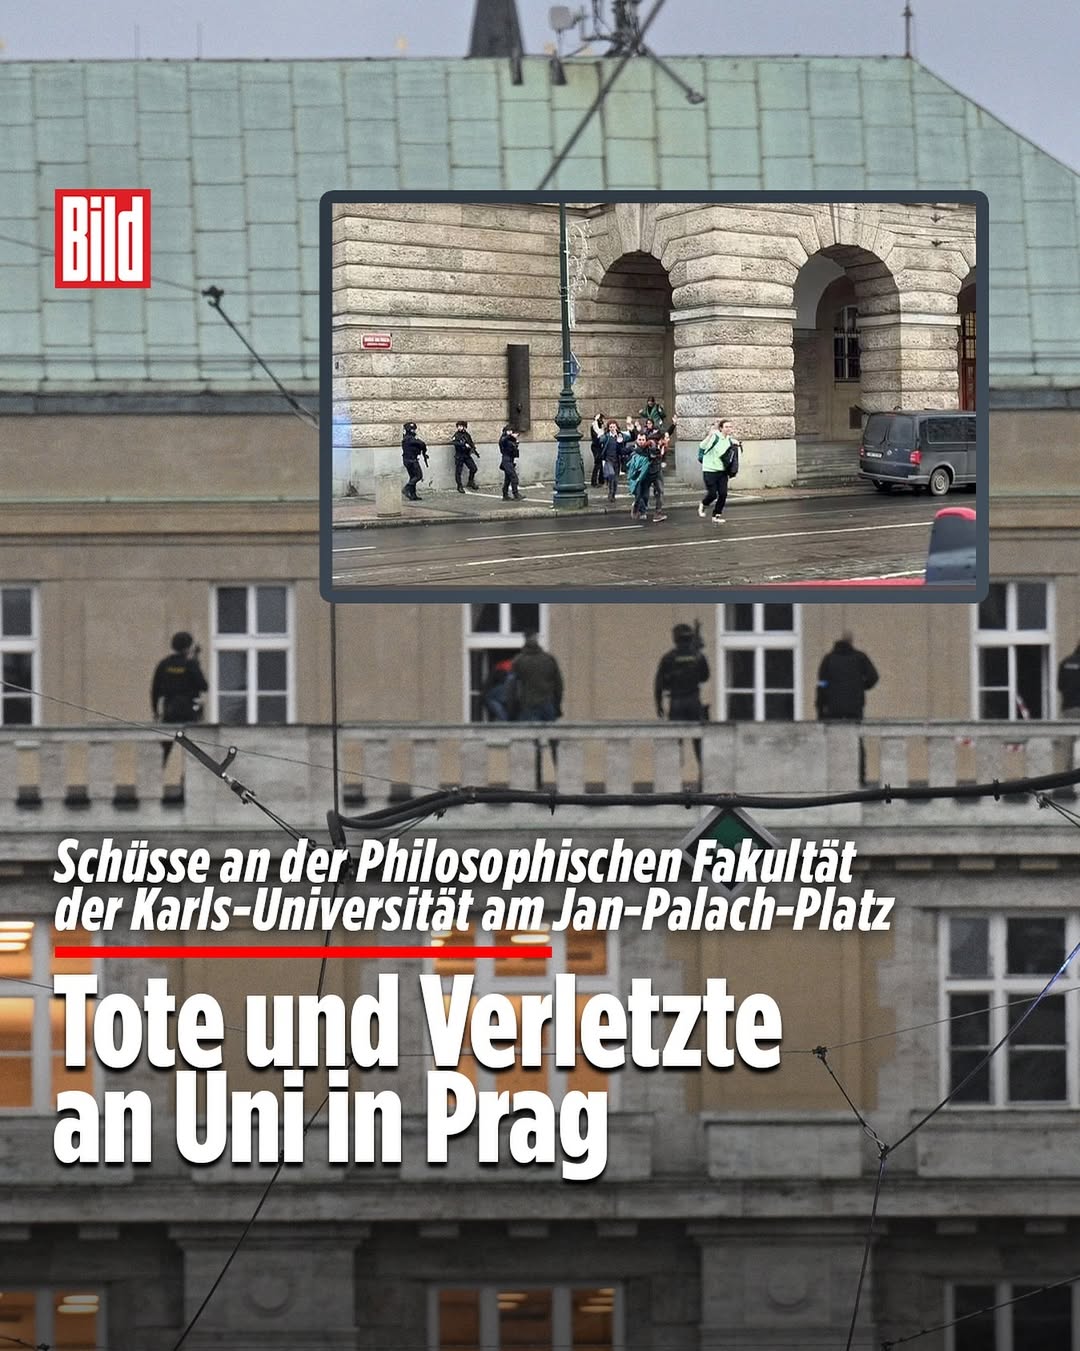 Bild
Schüsse an der Philosophischen Fakultät
der Karls-Universität am Jan-Palach-Platz
Tote und Verletzte
an Uni in Prag